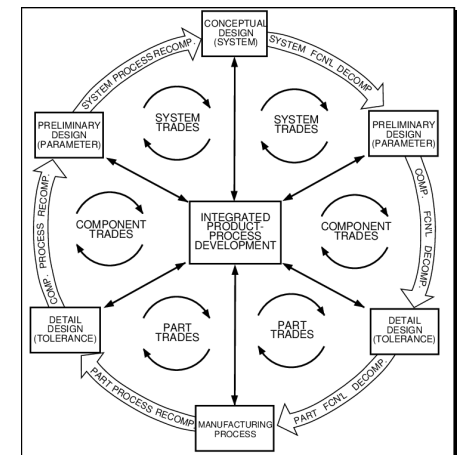 CONCEPTUAL
DESIGN
(SYSTEM)
SYSTEM PROCESS RECOMP.
SYSTEM FCN'L DECOMP
SYSTEM
TRADES
SYSTEM
TRADES
PRELIMINARY
DESIGN
(PARAMETER)
PRELIMINARY
DESIGN
(PARAMETER)
COMP. PROCESS RECOMP.
COMPONENT
TRADES
INTEGRATED
PRODUCT-
PROCESS
DEVELOPMENT
COMPONENT
TRADES
COMP. FCN'L DECOMP.
DETAIL
DESIGN
(TOLERANCE)
PART
TRADES
PART
TRADES
DETAIL
DESIGN
(TOLERANCE)
PART PROCESS RECOMP
PART FCN'L DECOMP.
MANUFACTURING
PROCESS